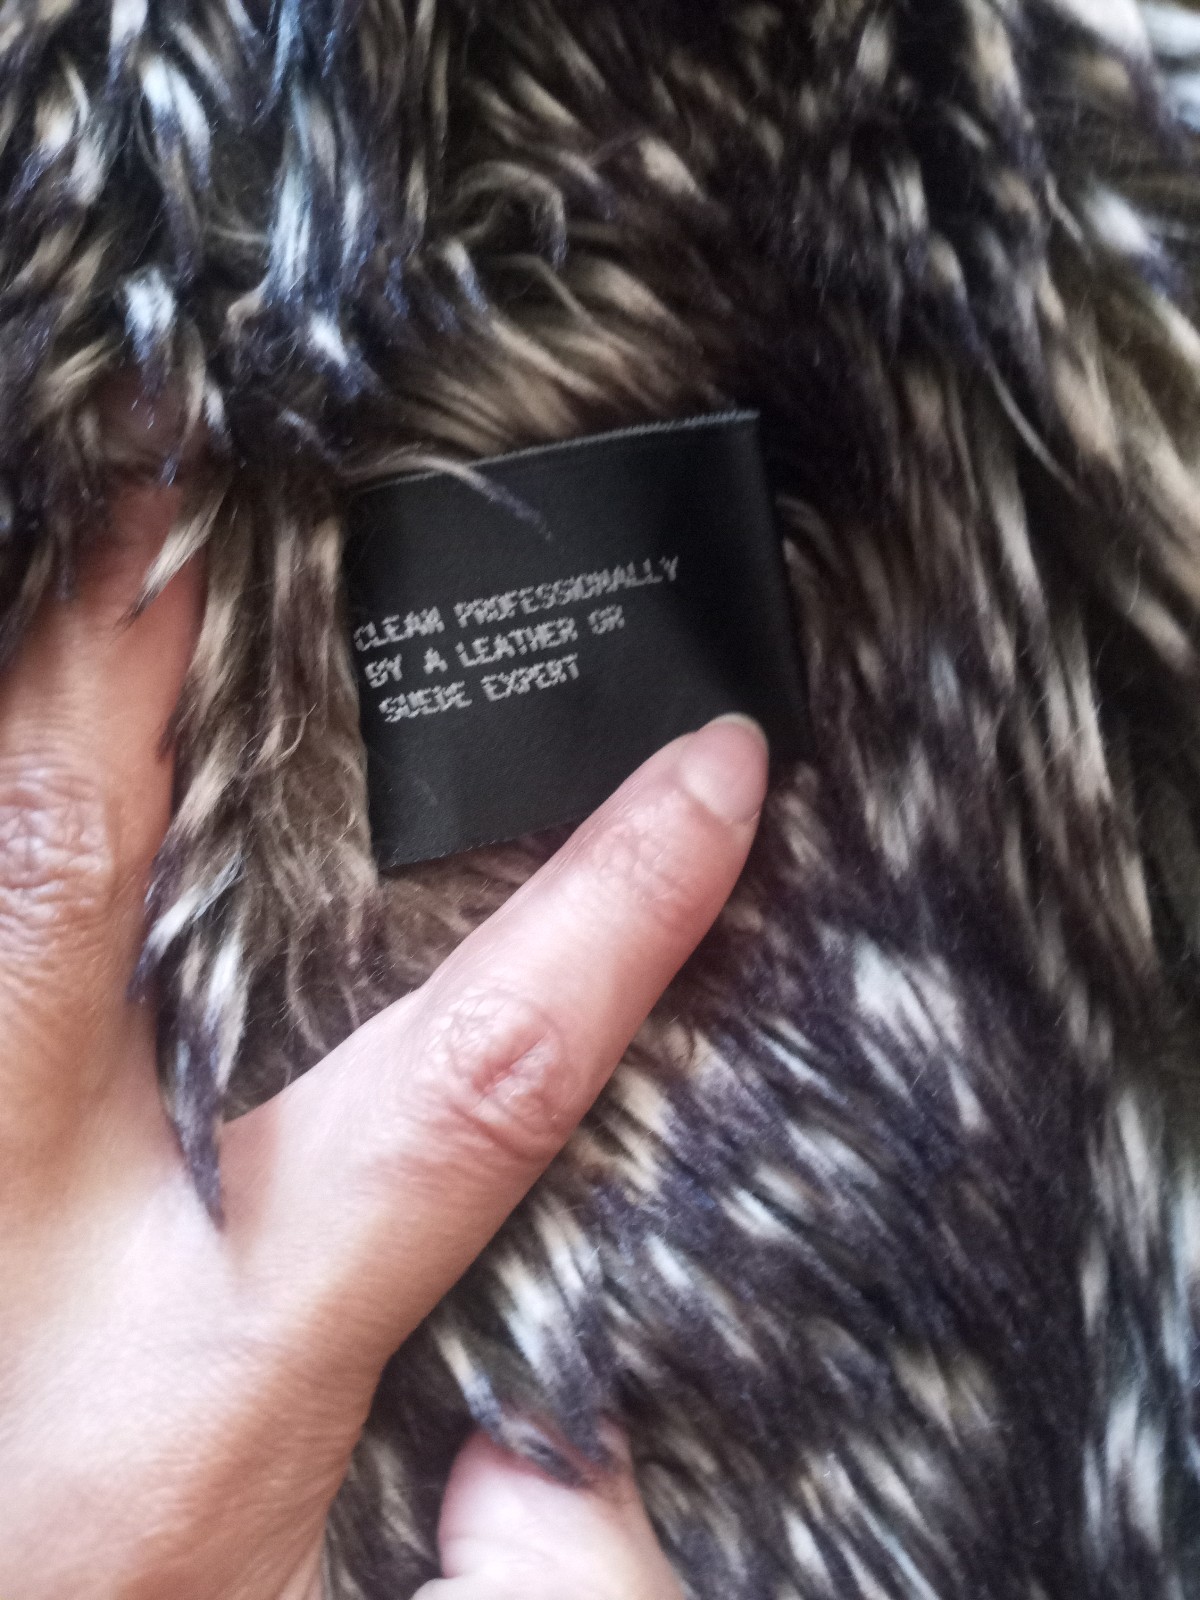 CLEAN PROFESSIONALLY
BY A LEATHER OR
SUEDE EXPERT